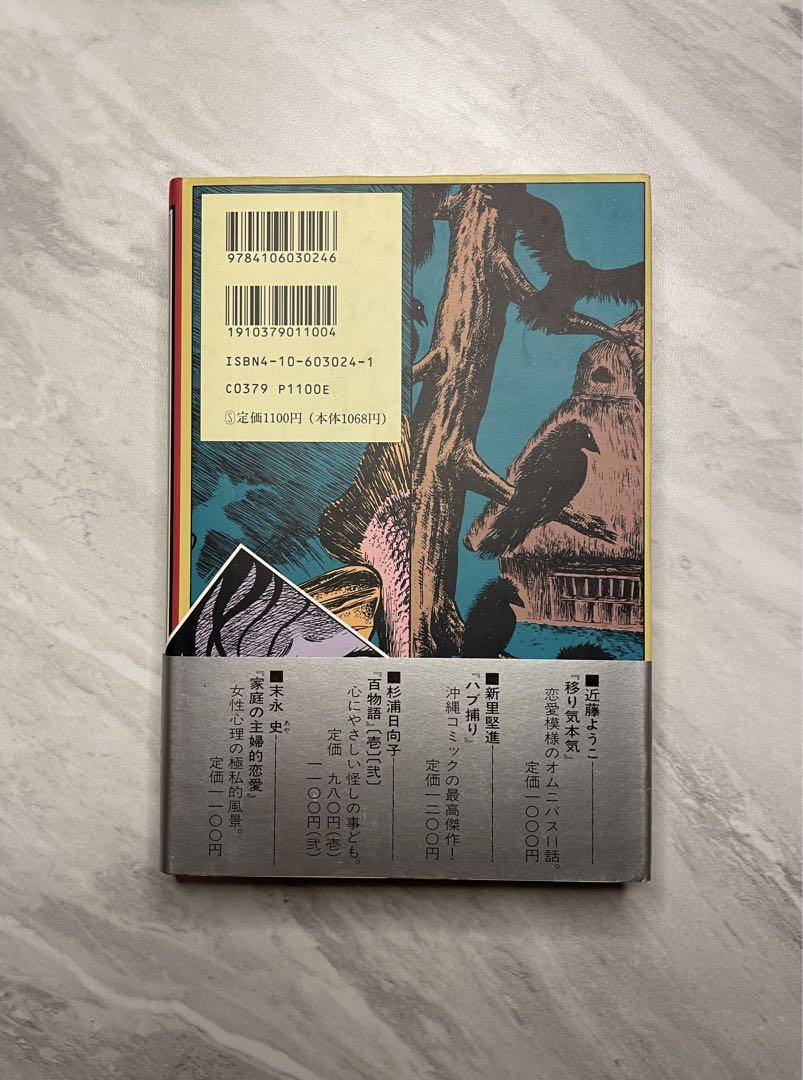 9784106030246
1910379011004
ISBN4-10-603024-1
C0379 P1100E
Ⓢ定価1100円（本体1068円）
■近藤ようこ
『移り気本気』
恋愛模様のオムニバス11話。
定価一〇〇〇円
■新里堅進
『ハブ捕り』
沖縄コミックの最高傑作！
定価一二〇〇円
■杉浦日向子
『百物語』〔壱〕〔弐〕
心にやさしい怪しの事ども。
定価 九八〇円（壱）
一一〇〇円（弐）
■末永 史
あや
『家庭の主婦的恋愛』
女性心理の極私的風景。
定価一一〇〇円